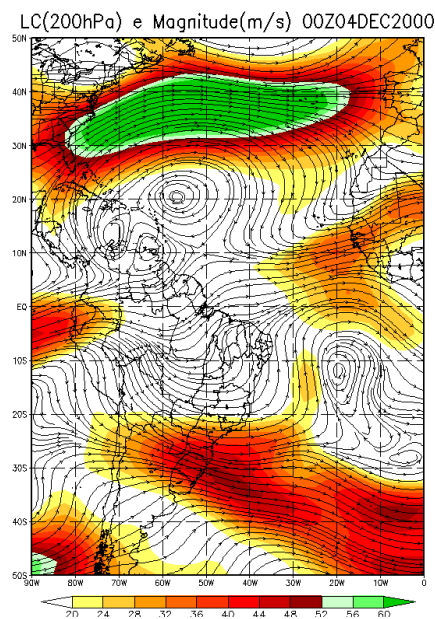 LC(200hPa) e Magnitude(m/s) 00Z04DEC2000
50N
40N
30N
20N
10N
EQ
10S
20S
30S
40S
50S
90W 80W 70W 60W 50W 40W 30W 20W 10W 0
20 24 28 32 36 40 44 48 52 56 60